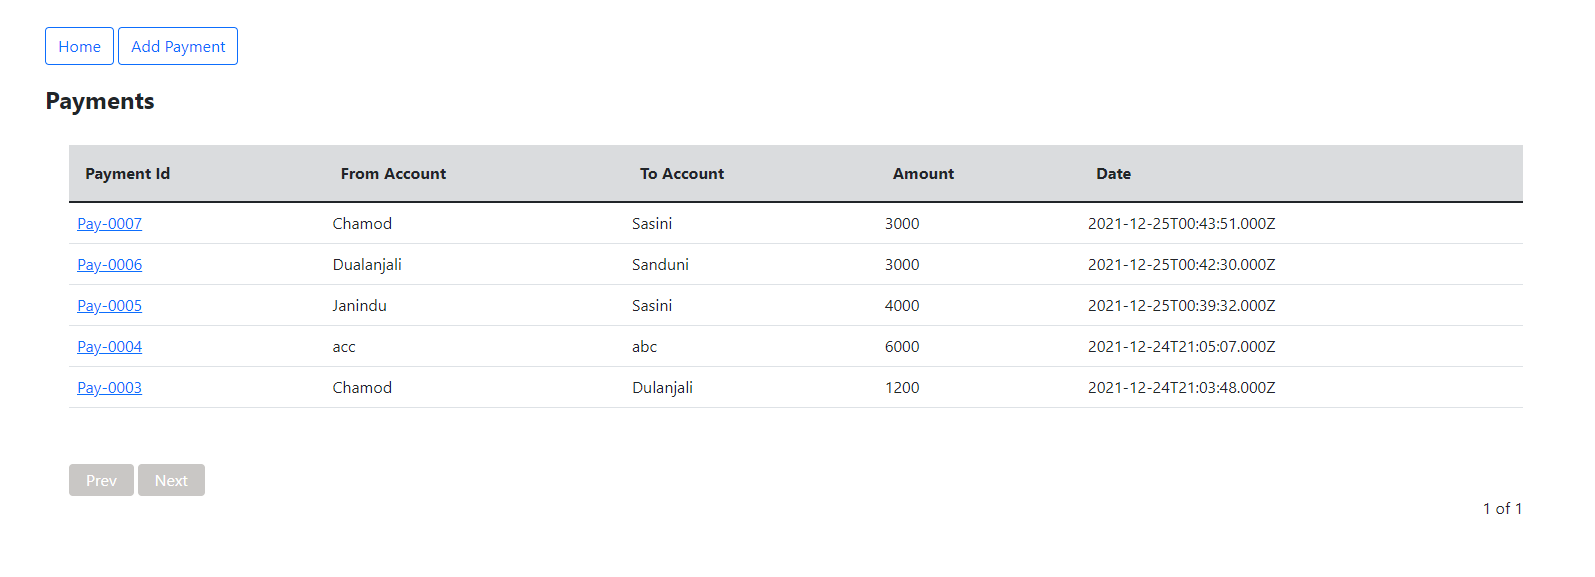 Home Add Payment
Payments
Payment Id From Account To Account Amount Date
Pay-0007 Chamod Sasini 3000 2021-12-25T00:43:51.000Z
Pay-0006 Dualanjali Sanduni 3000 2021-12-25T00:42:30.000Z
Pay-0005 Janindu Sasini 4000 2021-12-25T00:39:32.000Z
Pay-0004 acc abc 6000 2021-12-24T21:05:07.000Z
Pay-0003 Chamod Dulanjali 1200 2021-12-24T21:03:48.000Z
Prev Next
1 of 1